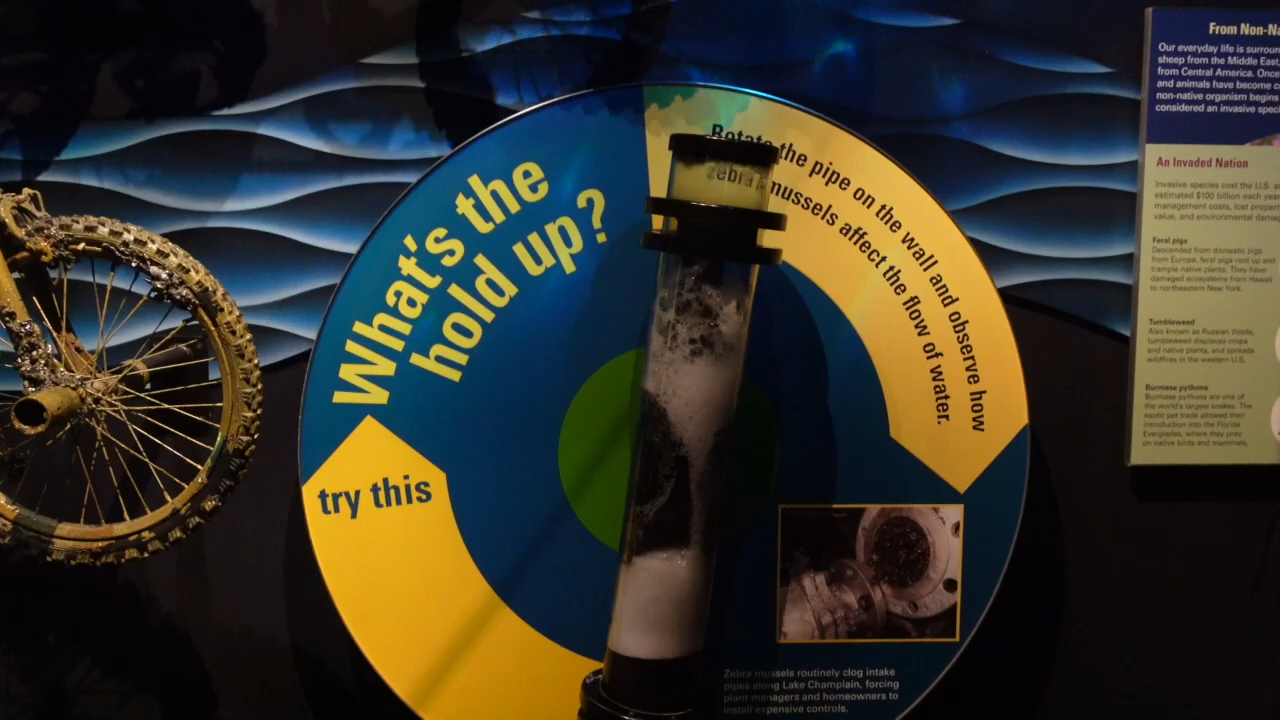 What's the
hold up?
try this
Rotate the pipe on the wall and observe how
zebra mussels affect the flow of water.
Zebra mussels routinely clog intake
pipes along Lake Champlain, forcing
plant managers and homeowners to
install expensive controls.
From Non-Na
Our everyday life is surroun
sheep from the Middle East,
from Central America. Once
and animals have become c
non-native organism begins
considered an invasive spec
An Invaded Nation
Invasive species cost the U.S. a
estimated $100 billion each yea
management costs, lost propert
value, and environmental dama
Feral pigs
Descended from domestic pigs
from Europe, feral pigs root up and
trample native plants. They have
damaged ecosystems from Hawaii
to northeastern New York.
Tumbleweed
Also known as Russian thistle,
tumbleweed displaces crops
and native plants, and spreads
wildfires in the western U.S.
Burmese pythons
Burmese pythons are one of
the world's largest snakes. The
exotic pet trade allowed their
introduction into the Florida
Everglades, where they prey
on native birds and mammals.